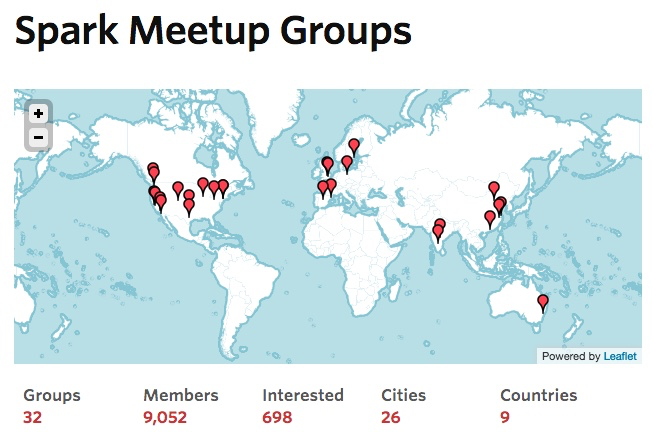 Spark Meetup Groups
+
−
Powered by Leaflet
Groups Members Interested Cities Countries
32 9,052 698 26 9